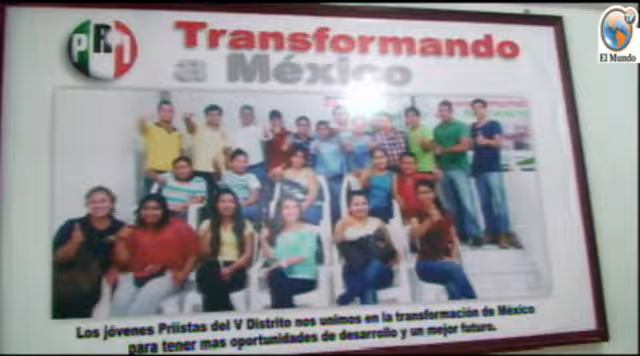 PRI
Transformando
a México
El Mundo
Los jóvenes Priistas del V Distrito nos unimos en la transformación de México
para tener mas oportunidades de desarrollo y un mejor futuro.